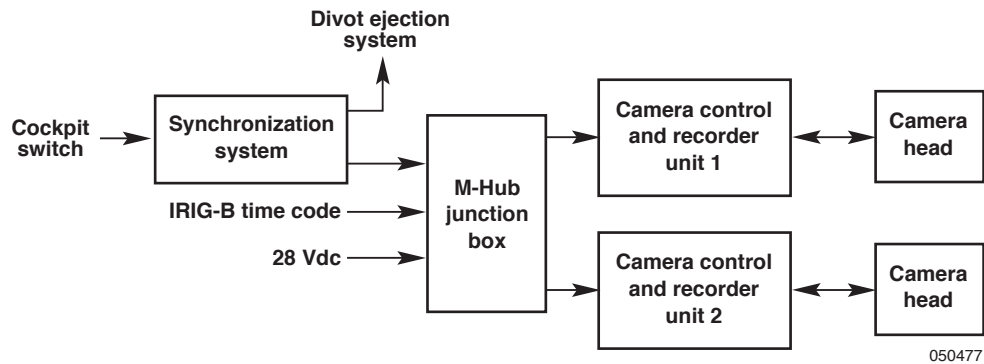 Divot ejection
system
Cockpit
switch
Synchronization
system
IRIG-B time code
28 Vdc
M-Hub
junction
box
Camera control
and recorder
unit 1
Camera
head
Camera control
and recorder
unit 2
Camera
head
050477